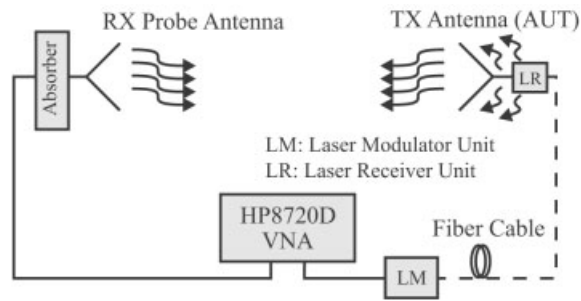 RX Probe Antenna
TX Antenna (AUT)
Absorber
LR
LM: Laser Modulator Unit
LR: Laser Receiver Unit
HP8720D
VNA
Fiber Cable
LM